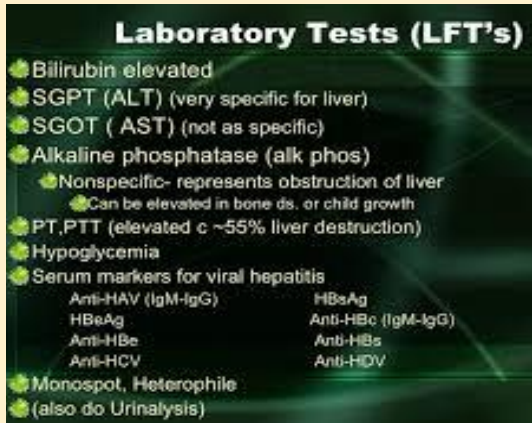 Laboratory Tests (LFT's)
Bilirubin elevated
SGPT (ALT) (very specific for liver)
SGOT ( AST) (not as specific)
Alkaline phosphatase (alk phos)
Nonspecific- represents obstruction of liver
Can be elevated in bone ds. or child growth
PT,PTT (elevated c ~55% liver destruction)
Hypoglycemia
Serum markers for viral hepatitis
Anti-HAV (IgM-IgG) HBsAg
HBeAg Anti-HBc (IgM-IgG)
Anti-HBe Anti-HBs
Anti-HCV Anti-HDV
Monospot, Heterophile
(also do Urinalysis)